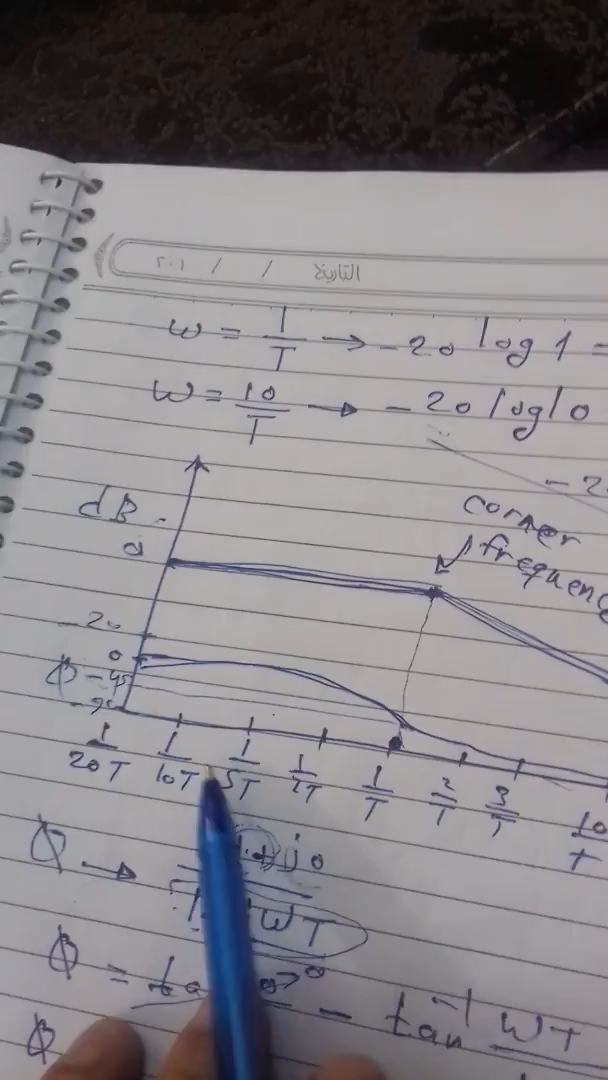 ٢٠١ / / التاريخ
ω = 1/T → -20 log 1 =
ω = 10/T → -20 log 10
-2
dB
corner
frequenc
0
-20
0
Φ -45
-90
1/20T 1/10T 1/5T 1/2T 1/T 2/T 3/T 10/T
Φ → + j0
ωT
Φ = - tan⁻¹ ωT
Φ